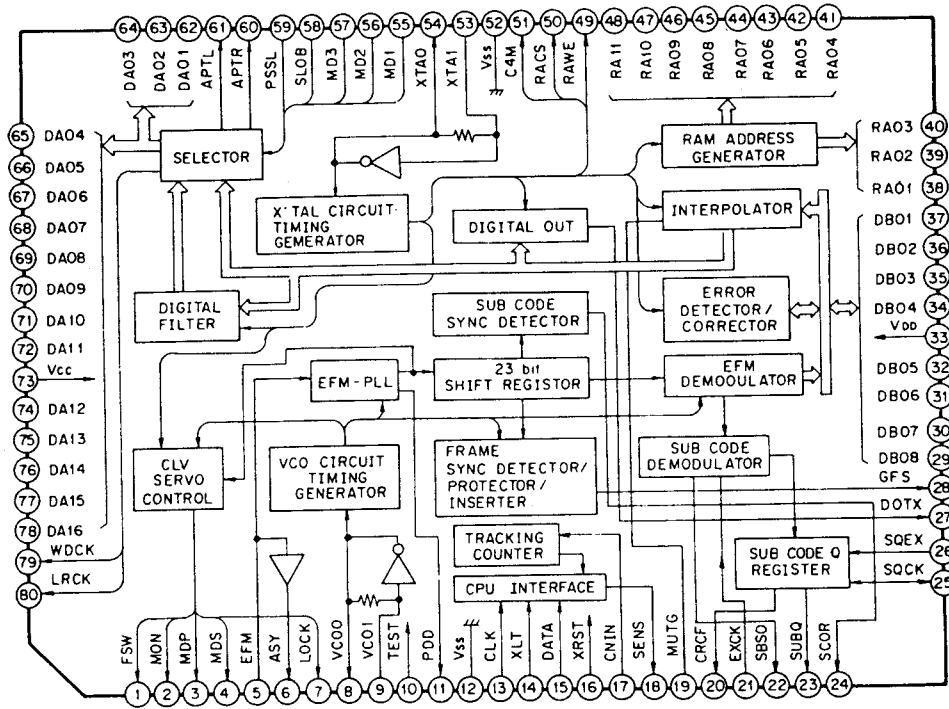 64 63 62 61 60 59 58 57 56 55 54 53 52 51 50 49 48 47 46 45 44 43 42 41
DA03 DA02 DA01 APTL APTR PSSL SLOB MD3 MD2 MD1 XTAO XTA1 Vss C4M RACS RAWE RA11 RA10 RA09 RA08 RA07 RA06 RA05 RA04
65 DA04
66 DA05
67 DA06
68 DA07
69 DA08
70 DA09
71 DA10
72 DA11
73 Vcc
74 DA12
75 DA13
76 DA14
77 DA15
78 DA16
79 WDCK
80 LRCK
SELECTOR
X'TAL CIRCUIT-
TIMING
GEMERATOR
DIGITAL OUT
RAM ADDRESS
GENERATOR
INTERPOLATOR
DIGITAL
FILTER
SUB CODE
SYNC DETECTOR
ERROR
DETECTOR/
CORRECTOR
EFM-PLL
23 bit
SHIFT REGISTOR
EFM
DEMODULATOR
CLV
SERVO
CONTROL
VCO CIRCUIT
TIMING
GENERATOR
FRAME
SYNC DETECTOR/
PROTECTOR/
INSERTER
SUB CODE
DEMODULATOR
TRACKING
COUNTER
CPU INTERFACE
SUB CODE Q
REGISTER
RA03 40
RA02 39
RA01 38
DB01 37
DB02 36
DB03 35
DB04 34
VDD 33
DB05 32
DB06 31
DB07 30
DB08 29
GFS 28
DOTX 27
SQEX 26
SQCK 25
FSW MON MDP MDS EFM ASY LOCK VCO0 VCO1 TEST PDD Vss CLK XLT DATA XRST CNIN SENS MUTG CRCF EXCK SBSO SUBQ SCOR
1 2 3 4 5 6 7 8 9 10 11 12 13 14 15 16 17 18 19 20 21 22 23 24